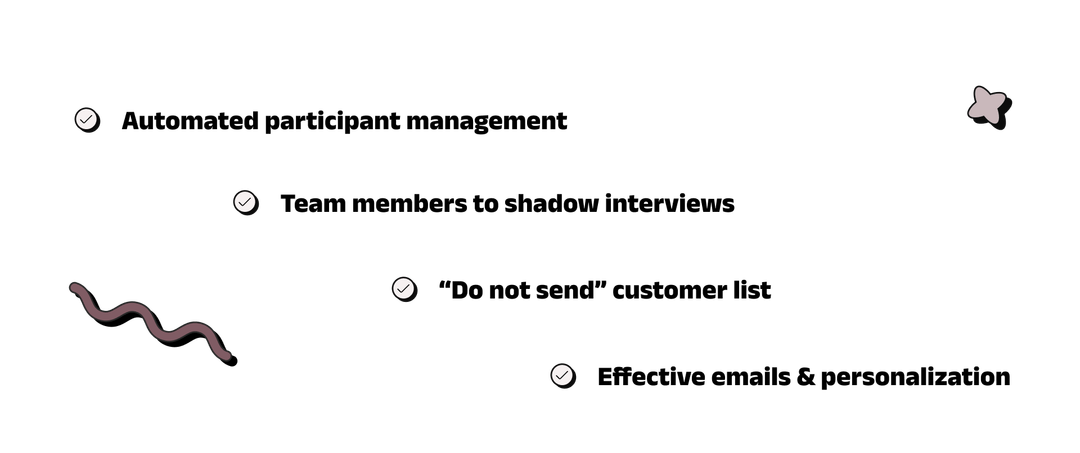 Automated participant management
Team members to shadow interviews
“Do not send” customer list
Effective emails & personalization